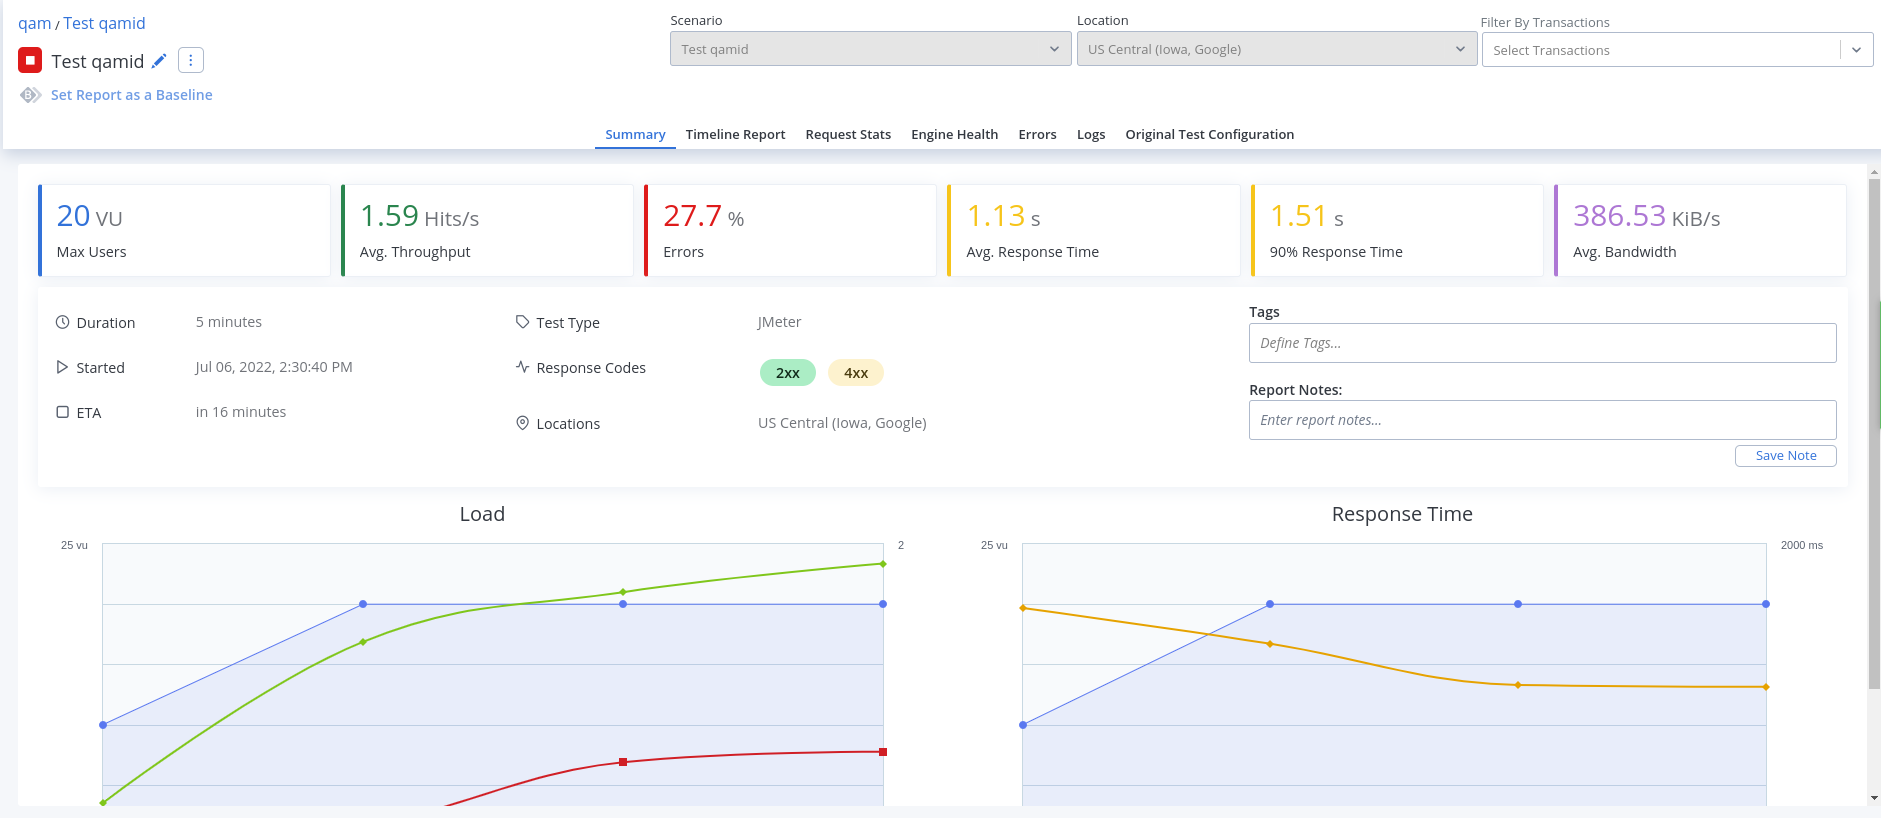 qam / Test qamid
Test qamid
Set Report as a Baseline
Scenario
Test qamid
Location
US Central (Iowa, Google)
Filter By Transactions
Select Transactions
Summary Timeline Report Request Stats Engine Health Errors Logs Original Test Configuration
20 VU
Max Users
1.59 Hits/s
Avg. Throughput
27.7 %
Errors
1.13 s
Avg. Response Time
1.51 s
90% Response Time
386.53 KiB/s
Avg. Bandwidth
Duration 5 minutes
Started Jul 06, 2022, 2:30:40 PM
ETA in 16 minutes
Test Type JMeter
Response Codes 2xx 4xx
Locations US Central (Iowa, Google)
Tags
Define Tags...
Report Notes:
Enter report notes...
Save Note
Load
25 vu 2
Response Time
25 vu 2000 ms